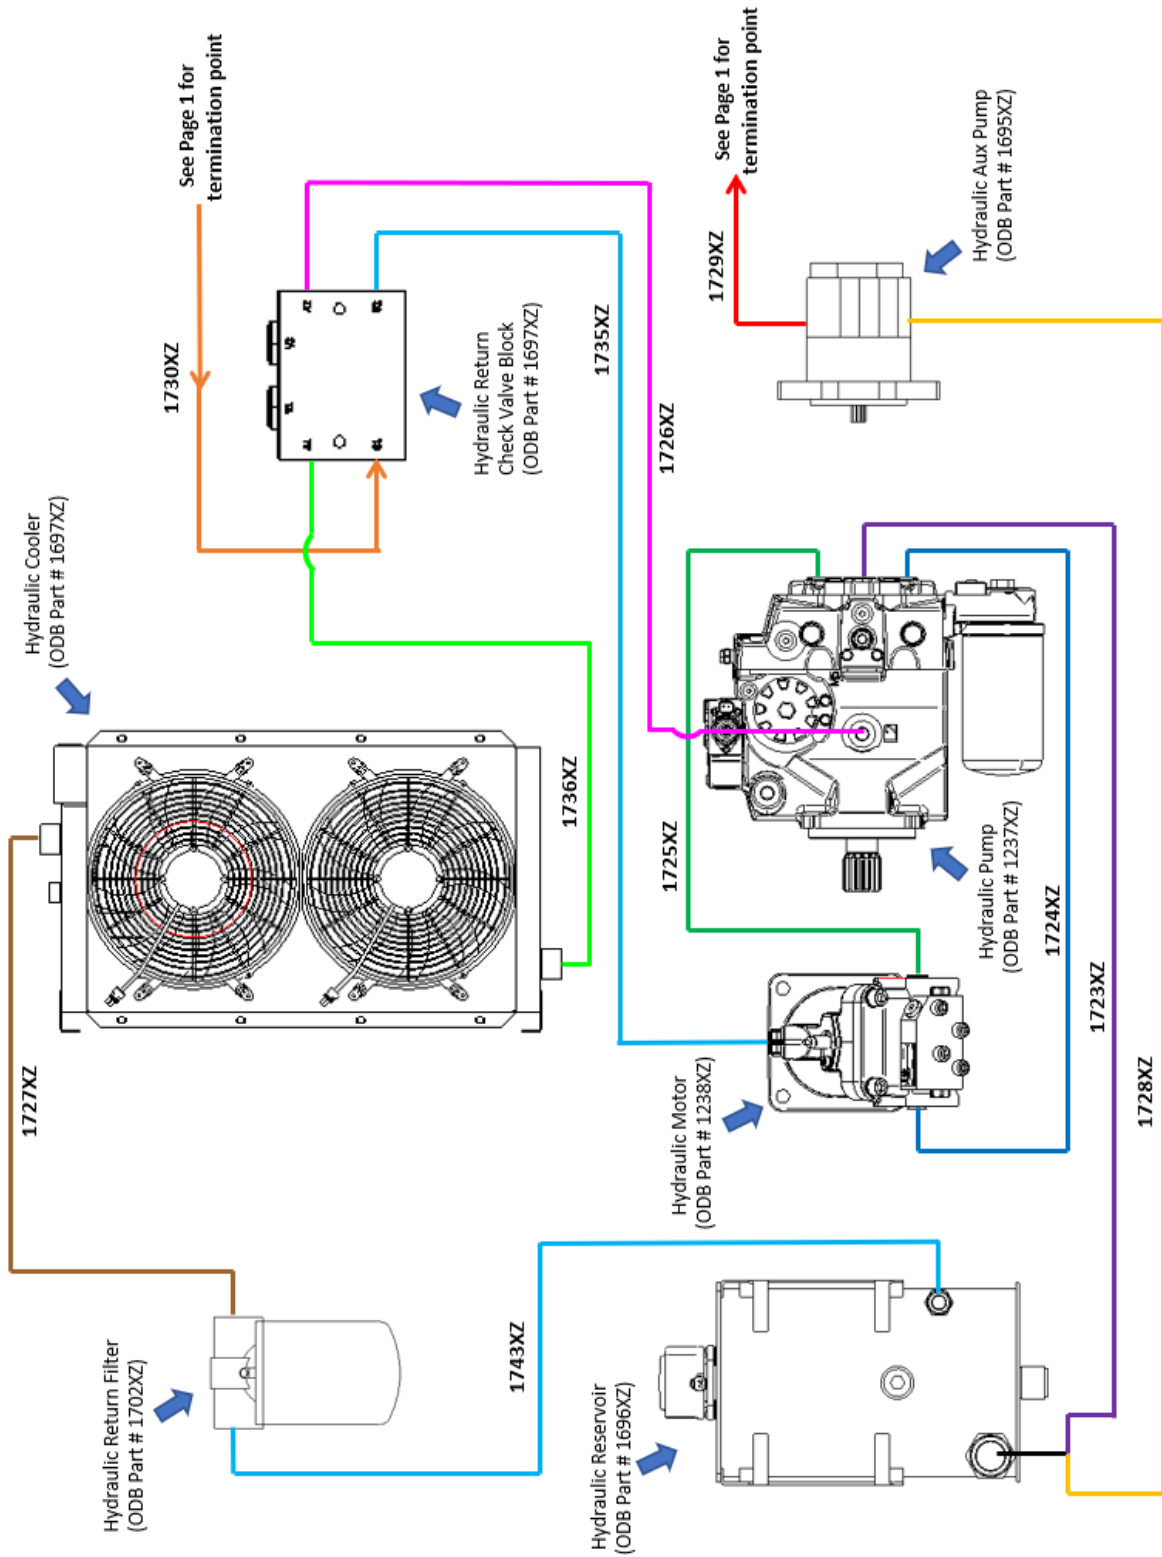 1727XZ
Hydraulic Cooler
(ODB Part # 1697XZ)
Hydraulic Return Filter
(ODB Part # 1702XZ)
1730XZ
See Page 1 for
termination point
Hydraulic Return
Check Valve Block
(ODB Part # 1697XZ)
1743XZ
1736XZ
1735XZ
Hydraulic Reservoir
(ODB Part # 1696XZ)
Hydraulic Motor
(ODB Part # 1238XZ)
1725XZ
1726XZ
1729XZ
See Page 1 for
termination point
Hydraulic Pump
(ODB Part # 1237XZ)
Hydraulic Aux Pump
(ODB Part # 1695XZ)
1724XZ
1723XZ
1728XZ